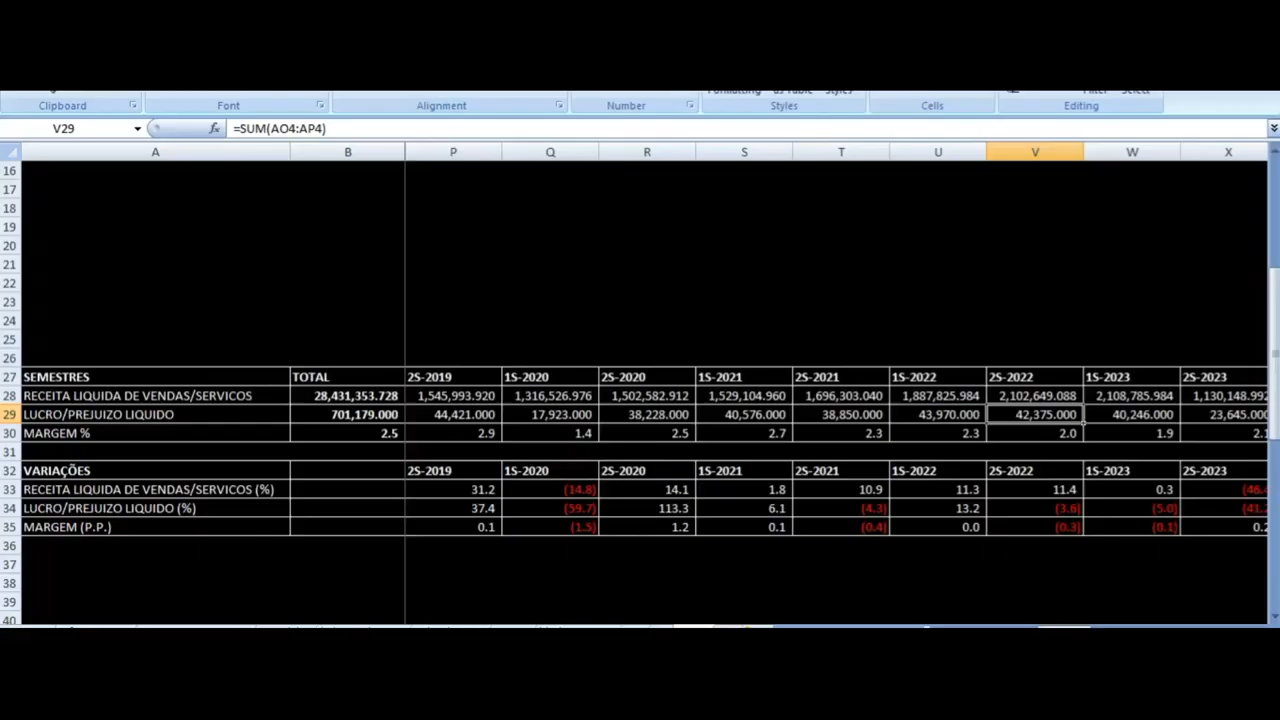 Clipboard Font Alignment Number Styles Cells Editing
V29 fx =SUM(AO4:AP4)
A B P Q R S T U V W X
16
17
18
19
20
21
22
23
24
25
26
27 SEMESTRES TOTAL 2S-2019 1S-2020 2S-2020 1S-2021 2S-2021 1S-2022 2S-2022 1S-2023 2S-2023
28 RECEITA LIQUIDA DE VENDAS/SERVICOS 28,431,353.728 1,545,993.920 1,316,526.976 1,502,582.912 1,529,104.960 1,696,303.040 1,887,825.984 2,102,649.088 2,108,785.984 1,130,148.992
29 LUCRO/PREJUIZO LIQUIDO 701,179.000 44,421.000 17,923.000 38,228.000 40,576.000 38,850.000 43,970.000 42,375.000 40,246.000 23,645.000
30 MARGEM % 2.5 2.9 1.4 2.5 2.7 2.3 2.3 2.0 1.9 2.1
31
32 VARIAÇÕES 2S-2019 1S-2020 2S-2020 1S-2021 2S-2021 1S-2022 2S-2022 1S-2023 2S-2023
33 RECEITA LIQUIDA DE VENDAS/SERVICOS (%) 31.2 (14.8) 14.1 1.8 10.9 11.3 11.4 0.3
34 LUCRO/PREJUIZO LIQUIDO (%) 37.4 (59.7) 113.3 6.1 (4.3) 13.2 (3.6) (5.0)
35 MARGEM (P.P.) 0.1 (1.5) 1.2 0.1 (0.4) 0.0 (0.3) (0.1) 0.2
36
37
38
39
40